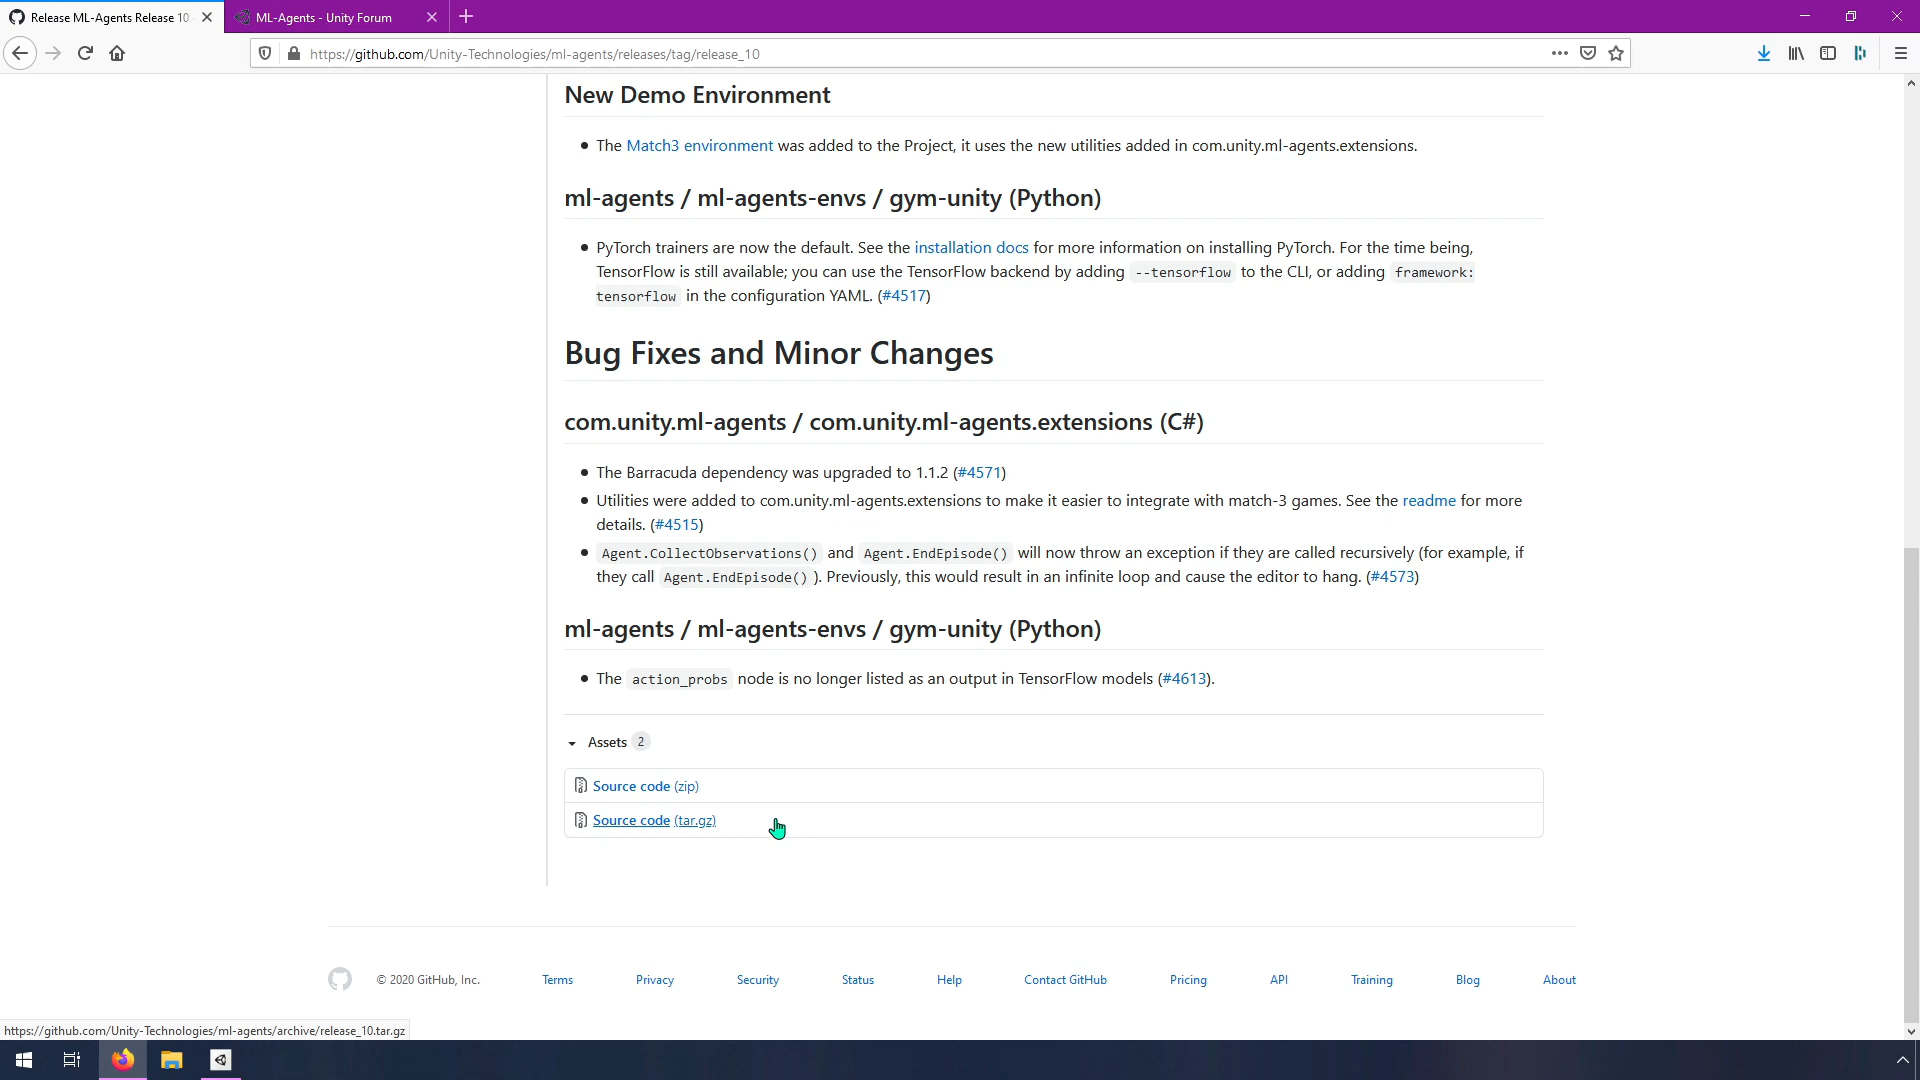 Release ML-Agents Release 10
ML-Agents - Unity Forum
https://github.com/Unity-Technologies/ml-agents/releases/tag/release_10
New Demo Environment
The Match3 environment was added to the Project, it uses the new utilities added in com.unity.ml-agents.extensions.
ml-agents / ml-agents-envs / gym-unity (Python)
PyTorch trainers are now the default. See the installation docs for more information on installing PyTorch. For the time being,
TensorFlow is still available; you can use the TensorFlow backend by adding --tensorflow to the CLI, or adding framework:
tensorflow in the configuration YAML. (#4517)
Bug Fixes and Minor Changes
com.unity.ml-agents / com.unity.ml-agents.extensions (C#)
The Barracuda dependency was upgraded to 1.1.2 (#4571)
Utilities were added to com.unity.ml-agents.extensions to make it easier to integrate with match-3 games. See the readme for more
details. (#4515)
Agent.CollectObservations() and Agent.EndEpisode() will now throw an exception if they are called recursively (for example, if
they call Agent.EndEpisode() ). Previously, this would result in an infinite loop and cause the editor to hang. (#4573)
ml-agents / ml-agents-envs / gym-unity (Python)
The action_probs node is no longer listed as an output in TensorFlow models (#4613).
Assets 2
Source code (zip)
Source code (tar.gz)
© 2020 GitHub, Inc. Terms Privacy Security Status Help Contact GitHub Pricing API Training Blog About
https://github.com/Unity-Technologies/ml-agents/archive/release_10.tar.gz